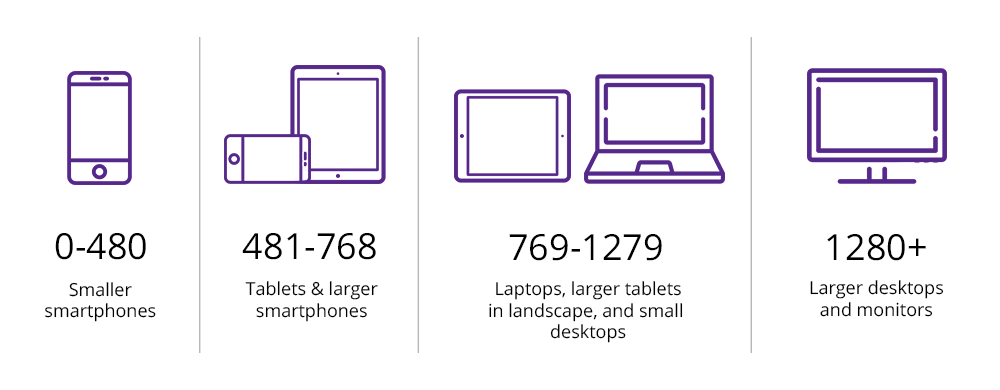 0-480
Smaller
smartphones
481-768
Tablets & larger
smartphones
769-1279
Laptops, larger tablets
in landscape, and small
desktops
1280+
Larger desktops
and monitors